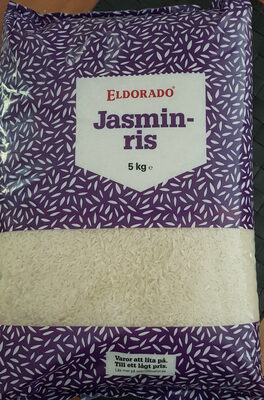 ELDORADO
Jasmin-
ris
5 kg e
Varor att lita på.
Till ett lågt pris.